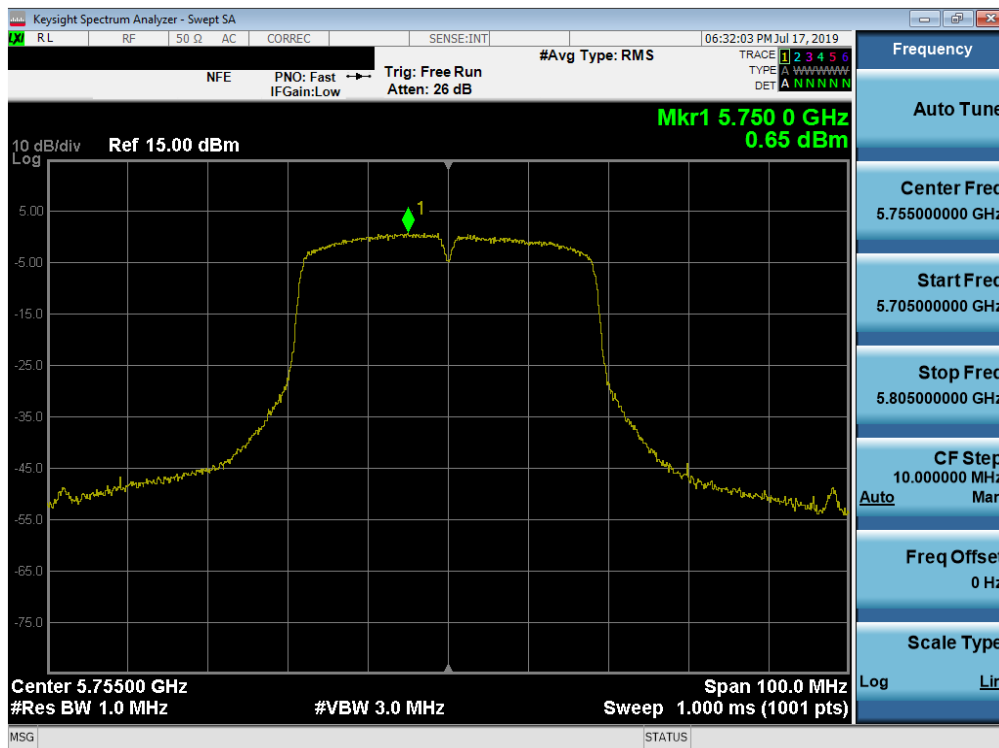 Keysight Spectrum Analyzer - Swept SA
LXI RL RF 50 Ω AC CORREC SENSE:INT 06:32:03 PM Jul 17, 2019
#Avg Type: RMS TRACE 1 2 3 4 5 6
NFE PNO: Fast Trig: Free Run TYPE A WWWWW
IFGain:Low Atten: 26 dB DET A N N N N N
Mkr1 5.750 0 GHz
0.65 dBm
10 dB/div Ref 15.00 dBm
Log
1
5.00
-5.00
-15.0
-25.0
-35.0
-45.0
-55.0
-65.0
-75.0
Center 5.75500 GHz Span 100.0 MHz
#Res BW 1.0 MHz #VBW 3.0 MHz Sweep 1.000 ms (1001 pts)
MSG STATUS
Frequency
Auto Tune
Center Freq
5.755000000 GHz
Start Freq
5.705000000 GHz
Stop Freq
5.805000000 GHz
CF Step
10.000000 MHz
Auto Man
Freq Offset
0 Hz
Scale Type
Log Lin